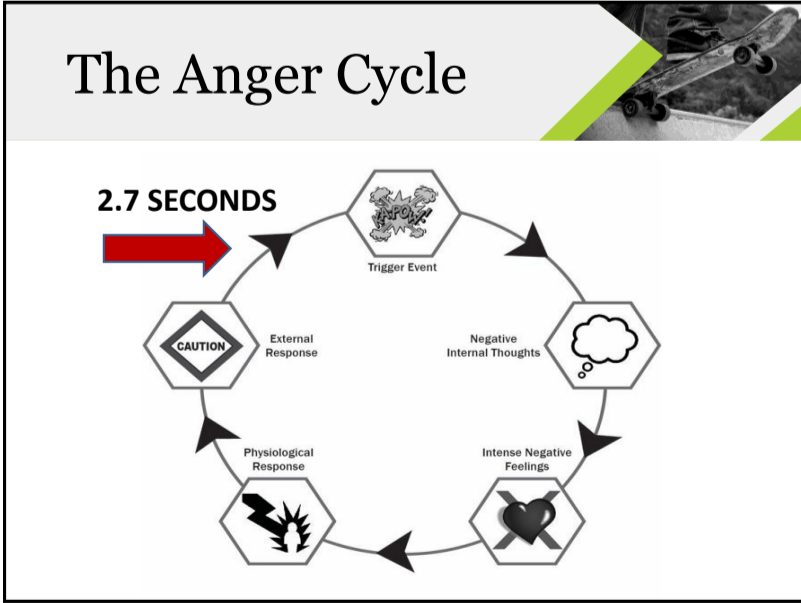 The Anger Cycle
2.7 SECONDS
KAPOW!
Trigger Event
CAUTION
External
Response
Negative
Internal Thoughts
Physiological
Response
Intense Negative
Feelings